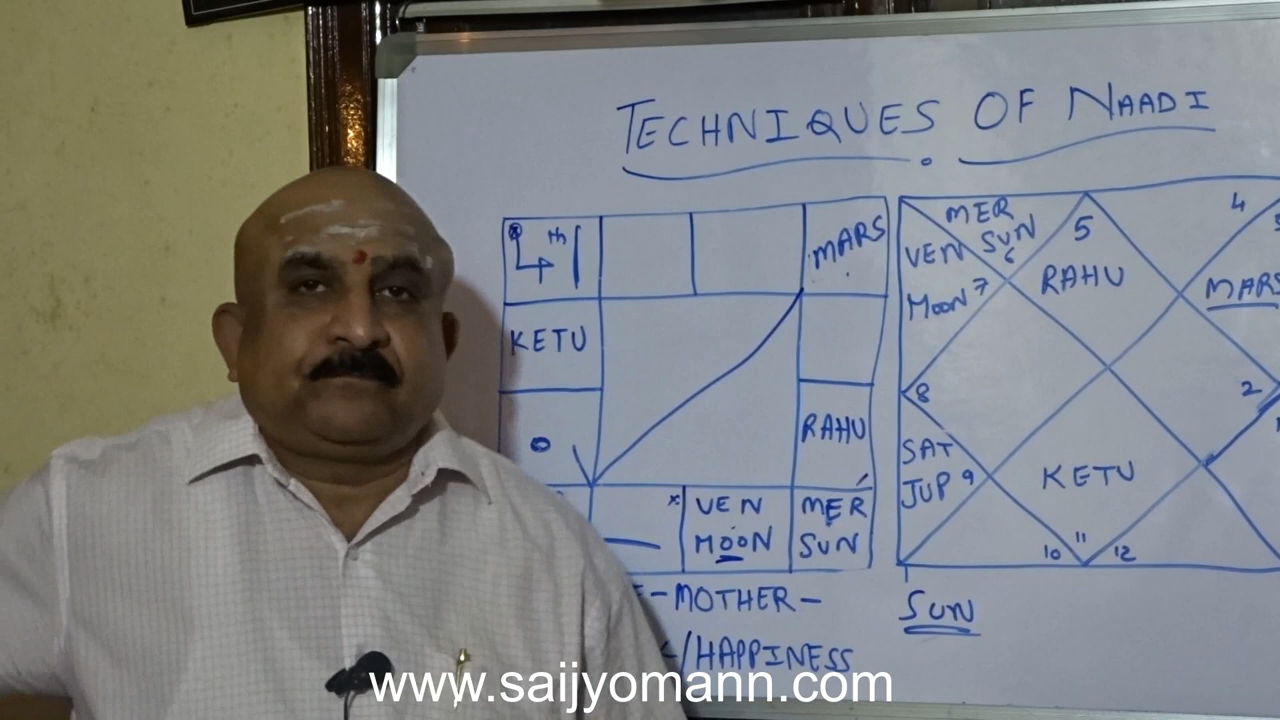 TECHNIQUES OF NAADI
th
MARS
KETU
RAHU
VEN
MOON
MER
SUN
MER
SUN
6
VEN
MOON 7
5
RAHU
4
MARS
8
2
SAT
JUP 9
KETU
10
11
12
SUN
-MOTHER-
/HAPPINESS
www.saijyomann.com